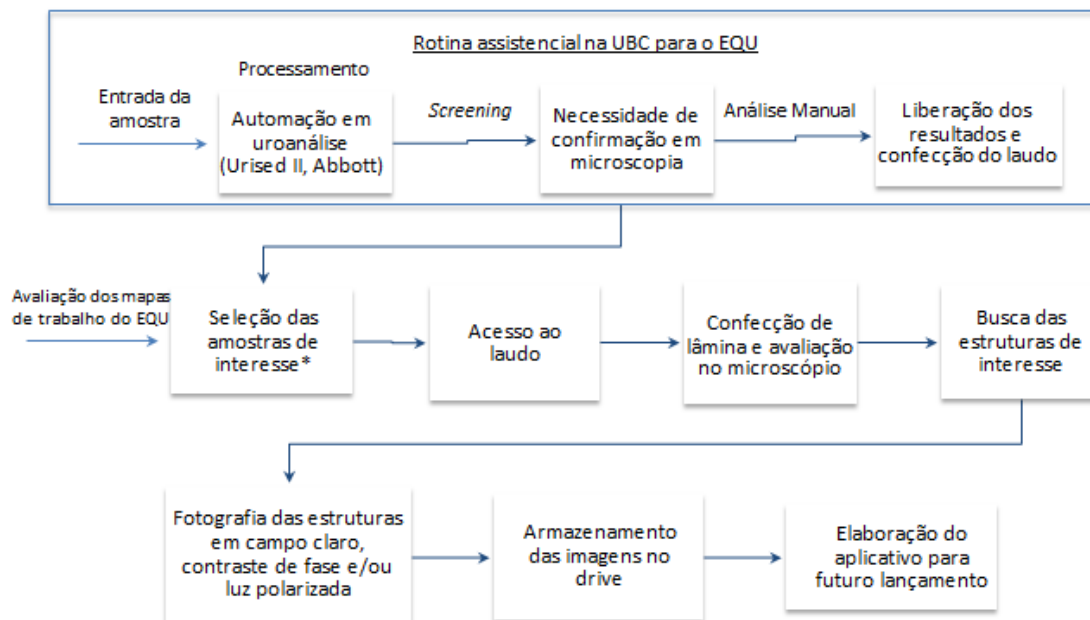 Rotina assistencial na UBC para o EQU
Entrada da
amostra
Processamento
Automação em
uroanálise
(Urised II, Abbott)
Screening
Necessidade de
confirmação em
microscopia
Análise Manual
Liberação dos
resultados e
confecção do laudo
Avaliação dos mapas
de trabalho do EQU
Seleção das
amostras de
interesse*
Acesso ao
laudo
Confecção de
lâmina e avaliação
no microscópio
Busca das
estruturas de
interesse
Fotografia das estruturas
em campo claro,
contraste de fase e/ou
luz polarizada
Armazenamento
das imagens no
drive
Elaboração do
aplicativo para
futuro lançamento